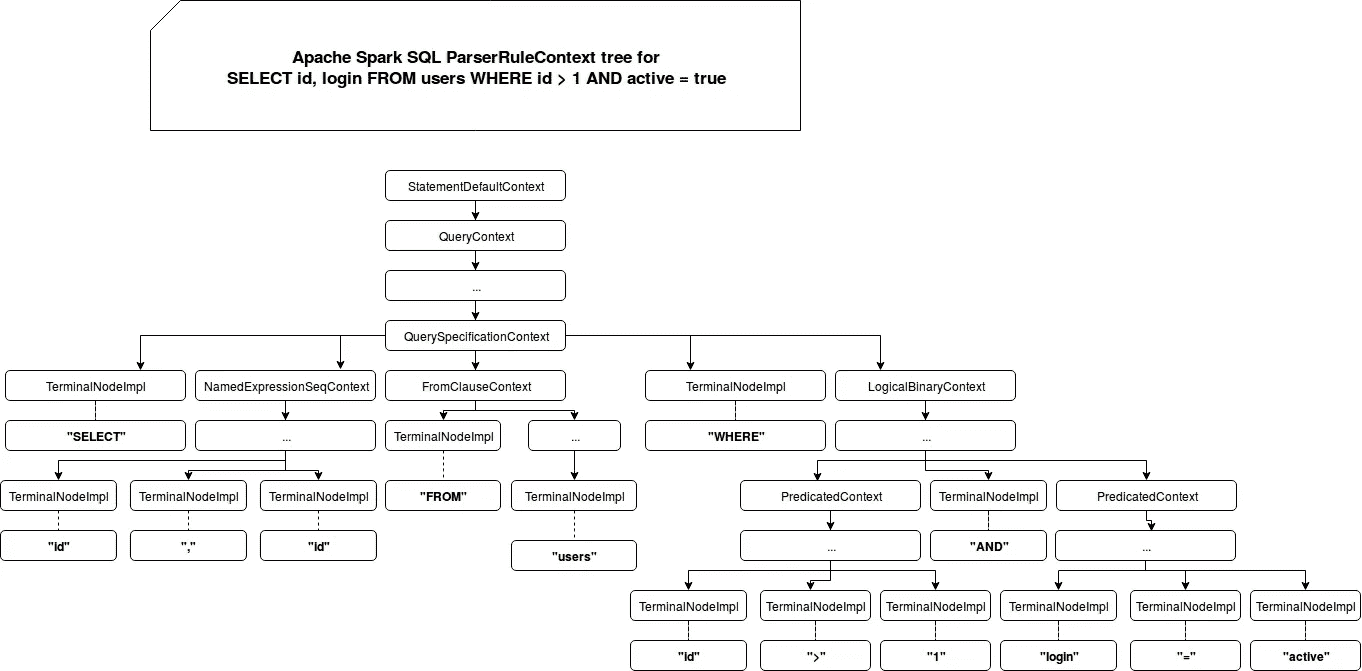 Apache Spark SQL ParserRuleContext tree for
SELECT id, login FROM users WHERE id > 1 AND active = true
StatementDefaultContext
QueryContext
...
QuerySpecificationContext
TerminalNodeImpl NamedExpressionSeqContext FromClauseContext TerminalNodeImpl LogicalBinaryContext
"SELECT" ... TerminalNodeImpl ... "WHERE" ...
TerminalNodeImpl TerminalNodeImpl TerminalNodeImpl "FROM" TerminalNodeImpl PredicatedContext TerminalNodeImpl PredicatedContext
"id" "," "id" "users" ... "AND" ...
TerminalNodeImpl TerminalNodeImpl TerminalNodeImpl TerminalNodeImpl TerminalNodeImpl TerminalNodeImpl
"id" ">" "1" "login" "=" "active"